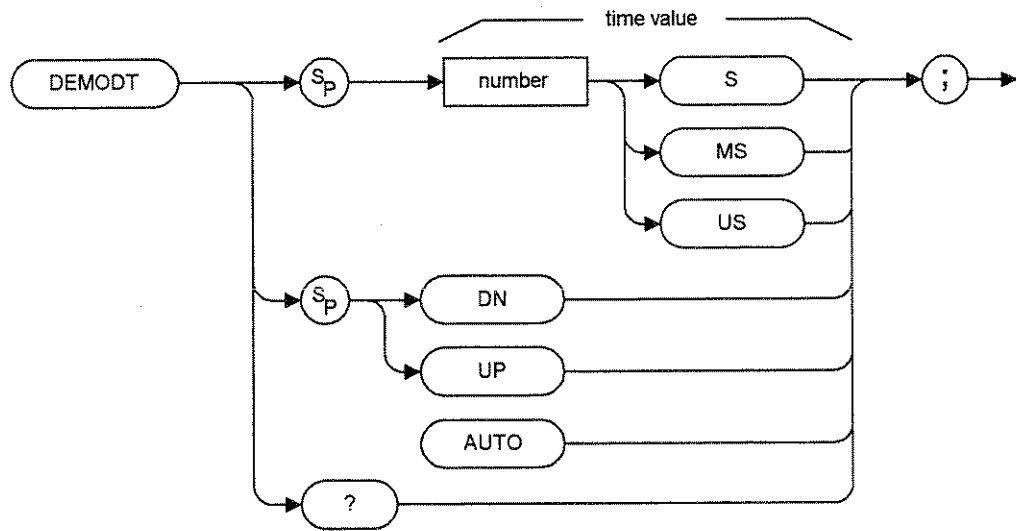 time value
DEMODT SP number S ;
MS
US
SP DN
UP
AUTO
?